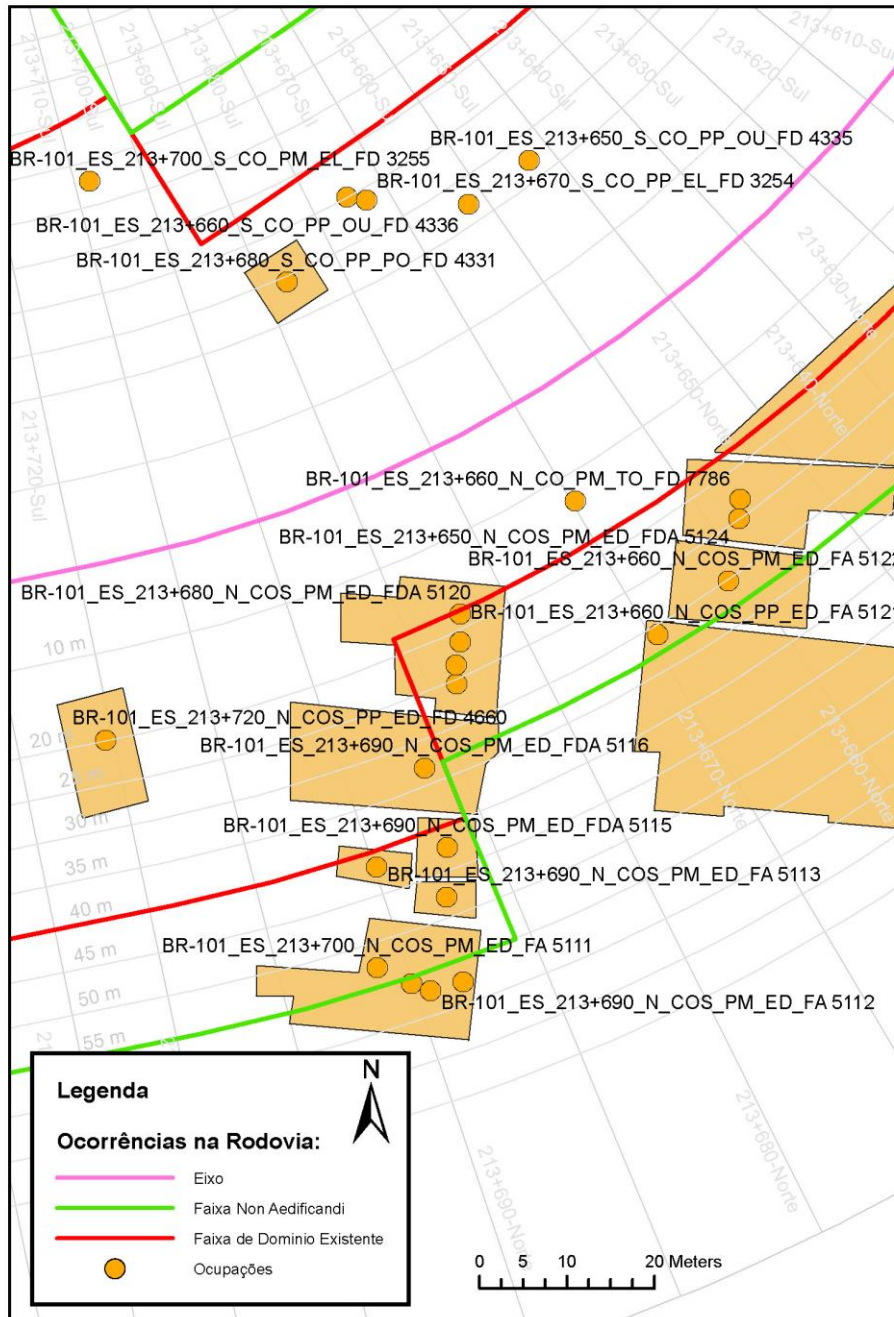 213+710-Sul
213+700-Sul
213+690-Sul
213+680-Sul
213+670-Sul
213+660-Sul
213+650-Sul
213+640-Sul
213+630-Sul
213+620-Sul
213+610-Sul
BR-101_ES_213+650_S_CO_PP_OU_FD 4335
BR-101_ES_213+700_S_CO_PM_EL_FD 3255
BR-101_ES_213+670_S_CO_PP_EL_FD 3254
BR-101_ES_213+660_S_CO_PP_OU_FD 4336
BR-101_ES_213+680_S_CO_PP_PO_FD 4331
213+630-Norte
213+640-Norte
213+650-Norte
213+720-Sul
BR-101_ES_213+660_N_CO_PM_TO_FD 7786
BR-101_ES_213+650_N_COS_PM_ED_FDA 5124
BR-101_ES_213+660_N_COS_PM_ED_FA 5122
BR-101_ES_213+680_N_COS_PM_ED_FDA 5120
BR-101_ES_213+660_N_COS_PP_ED_FA 512
10 m
BR-101_ES_213+720_N_COS_PP_ED_FD 4660
20 m
BR-101_ES_213+690_N_COS_PM_ED_FDA 5116
213+670-Norte
213+660-Norte
25 m
30 m
BR-101_ES_213+690_N_COS_PM_ED_FDA 5115
35 m
BR-101_ES_213+690_N_COS_PM_ED_FA 5113
40 m
45 m
BR-101_ES_213+700_N_COS_PM_ED_FA 5111
50 m
BR-101_ES_213+690_N_COS_PM_ED_FA 5112
55 m
213+680-Norte
213+690-Nor
N
Legenda
Ocorrências na Rodovia:
Eixo
Faixa Non Aedificandi
Faixa de Dominio Existente
Ocupações
0 5 10 20 Meters